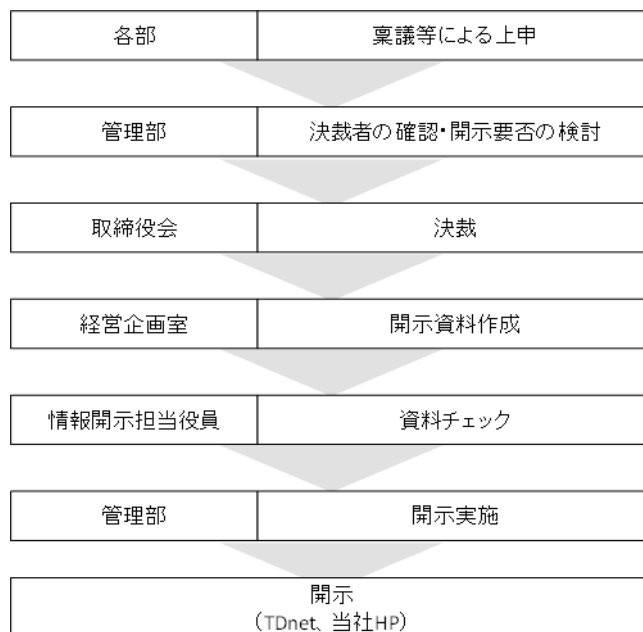 各部 稟議等による上申
管理部 決裁者の確認・開示要否の検討
取締役会 決裁
経営企画室 開示資料作成
情報開示担当役員 資料チェック
管理部 開示実施
開示
（TDnet、当社HP）